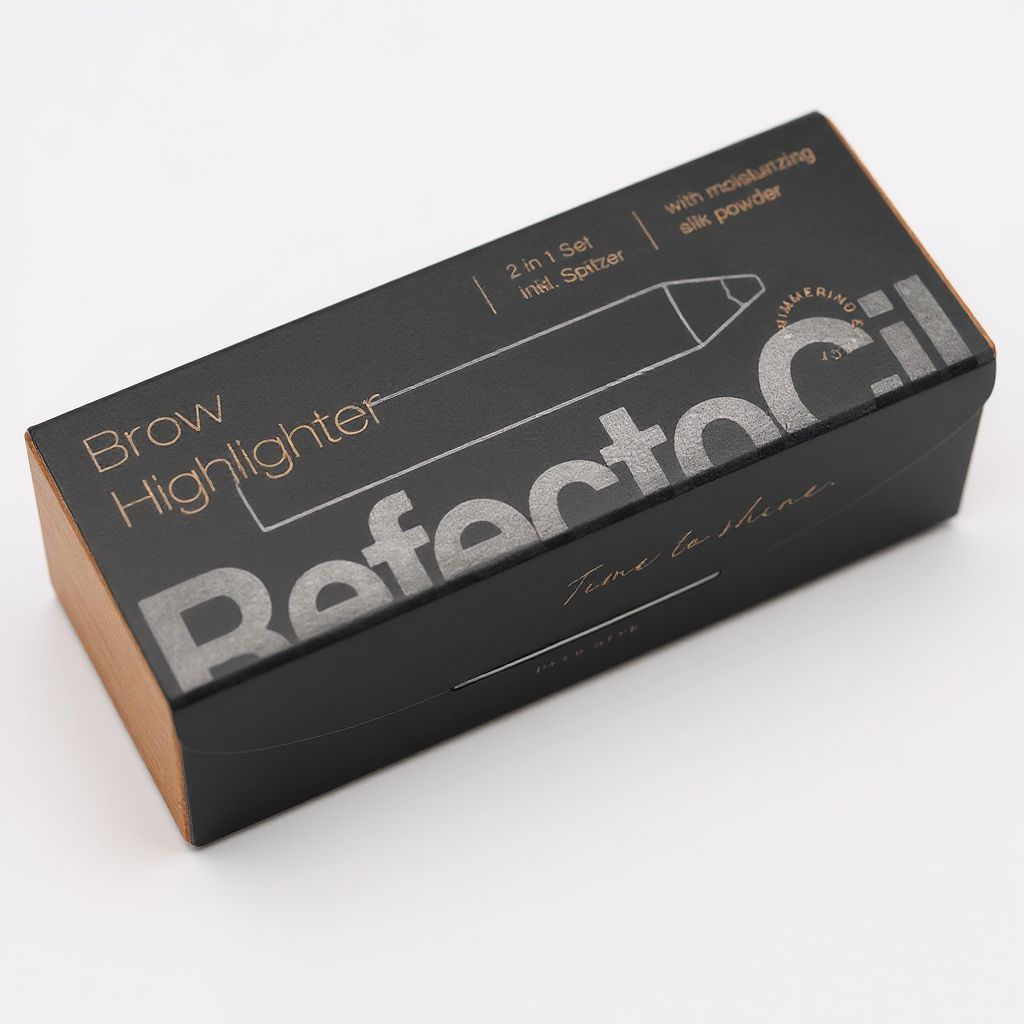 with moisturizing
silk powder
2 in 1 Set
inkl. Spitzer
Brow
Highlighter
RefectoCil
Time to shine.